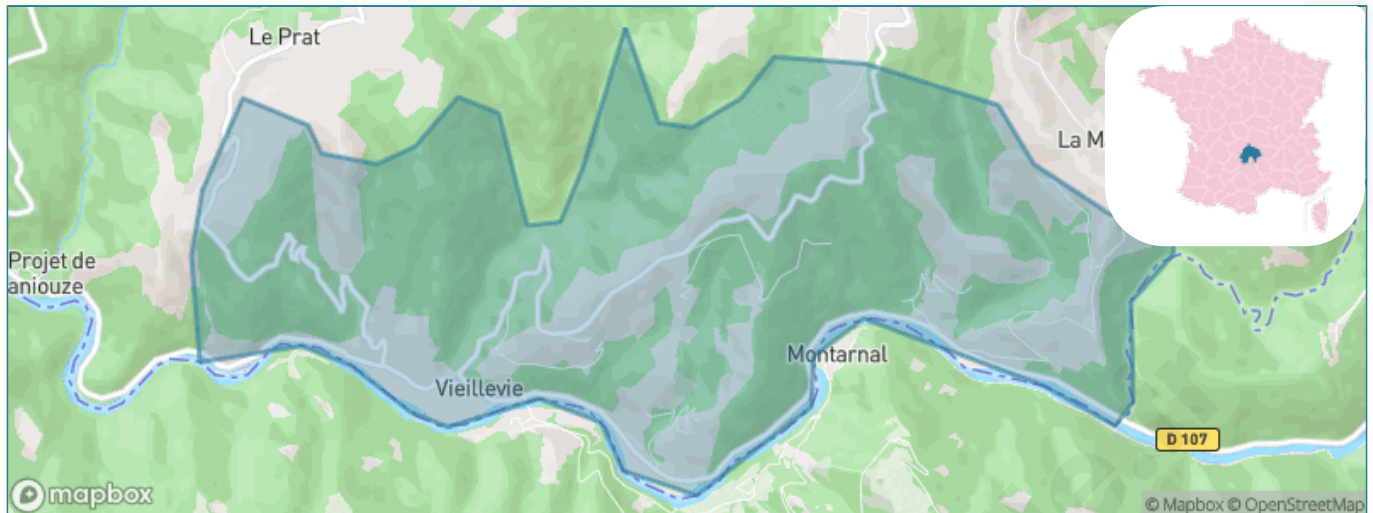 Le Prat
La M
Projet de
aniouze
Montarnal
Vieillevie
D 107
mapbox
© Mapbox © OpenStreetMap